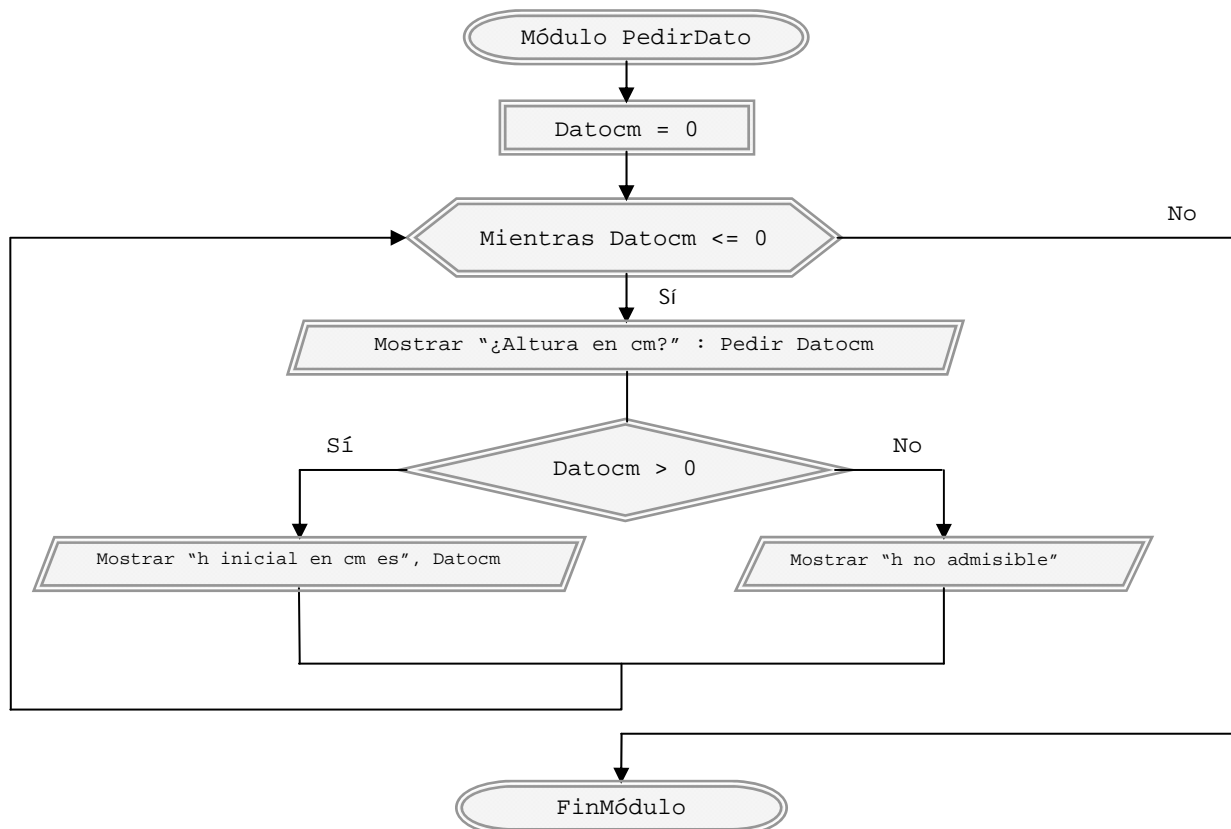 Módulo PedirDato
Datocm = 0
No
Mientras Datocm <= 0
Sí
Mostrar “¿Altura en cm?” : Pedir Datocm
Sí
No
Datocm > 0
Mostrar “h inicial en cm es”, Datocm
Mostrar “h no admisible”
FinMódulo